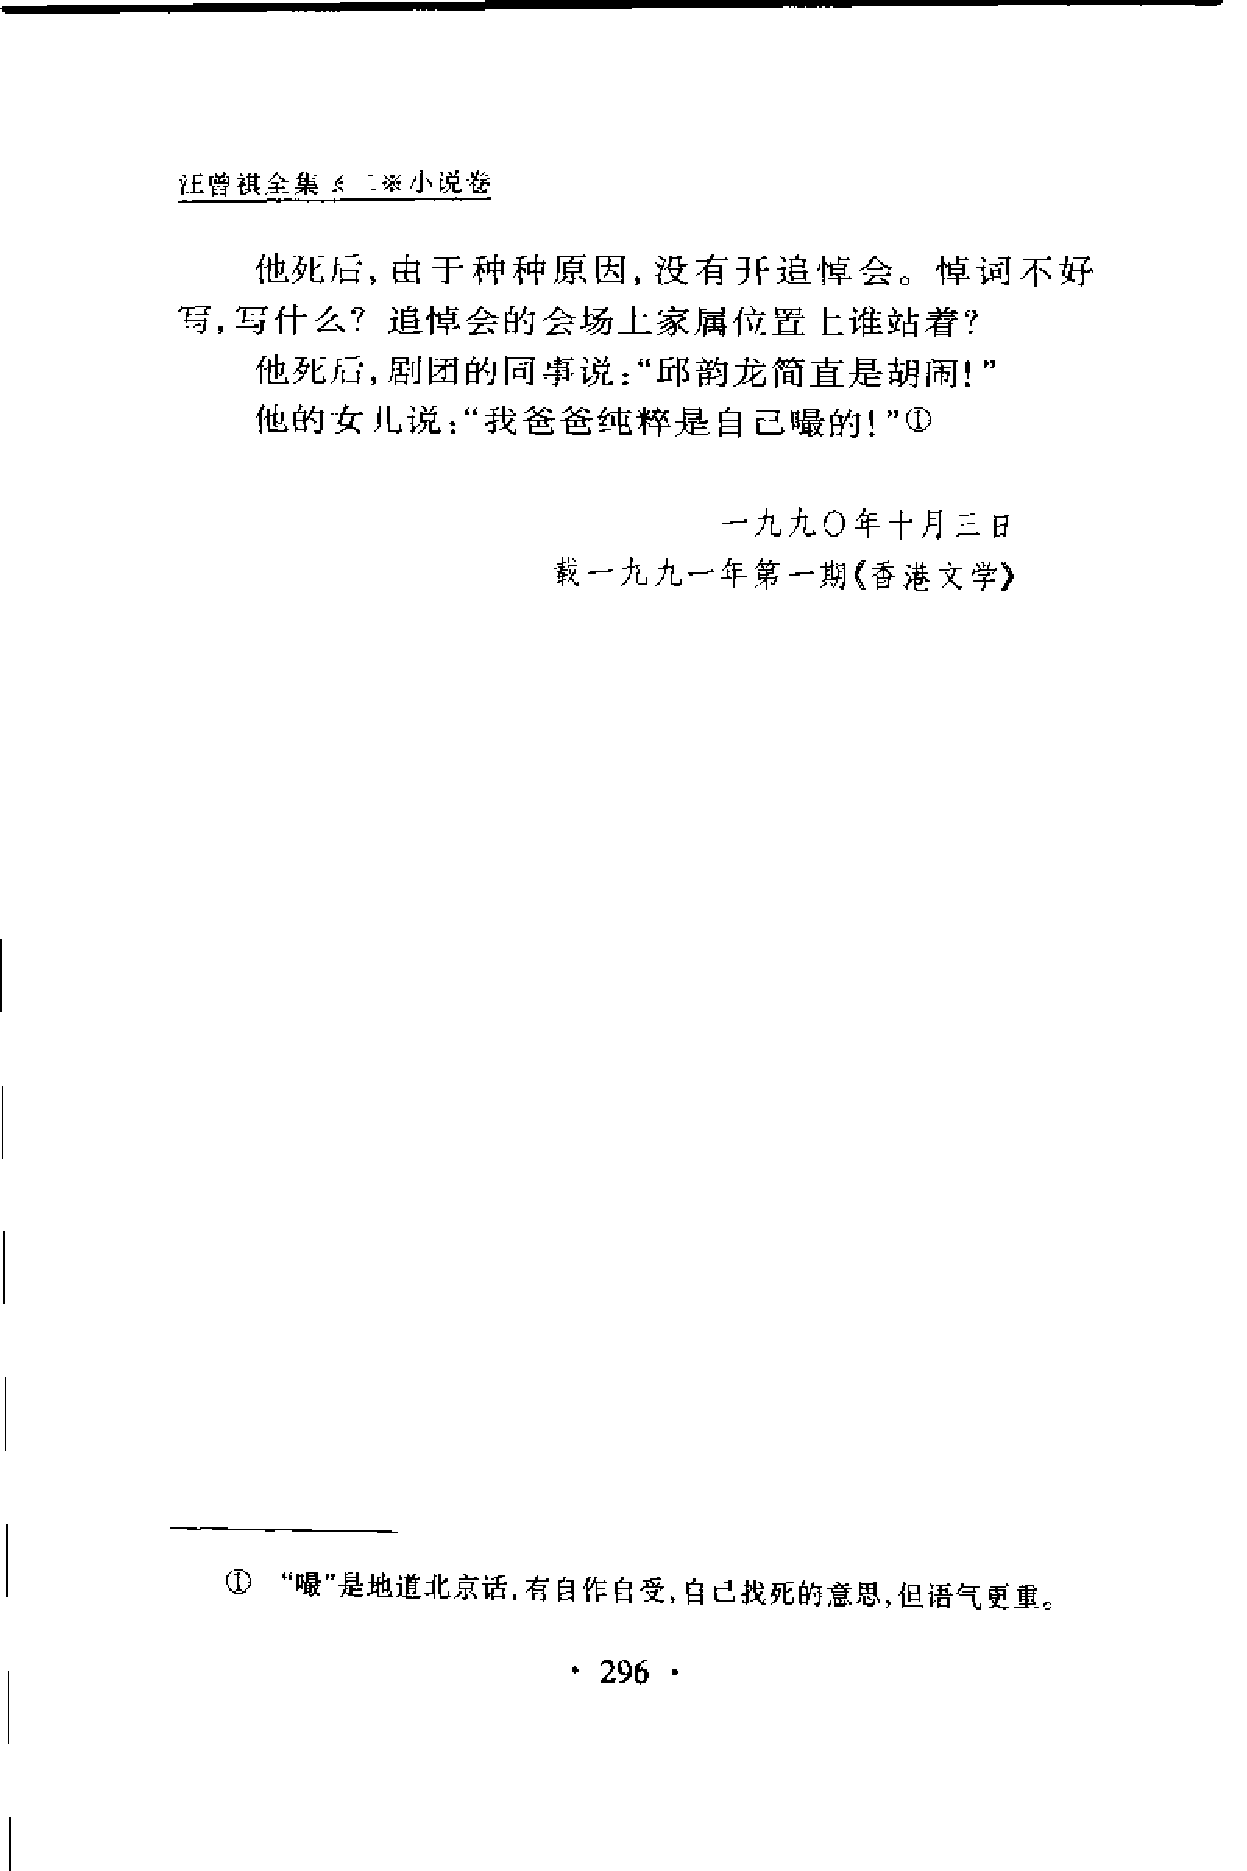 汪曾祺全集 二※小说卷
他死后,由于种种原因,没有开追悼会。悼词不好
写,写什么?追悼会的会场上家属位置上谁站着?
他死后,剧团的同事说:“邱韵龙简直是胡闹!”
他的女儿说:“我爸爸纯粹是自己嘬的!”①
一九九〇年十月三日
载一九九一年第一期《香港文学》
① “嘬”是地道北京话,有自作自受,自己找死的意思,但语气更重。
· 296 ·